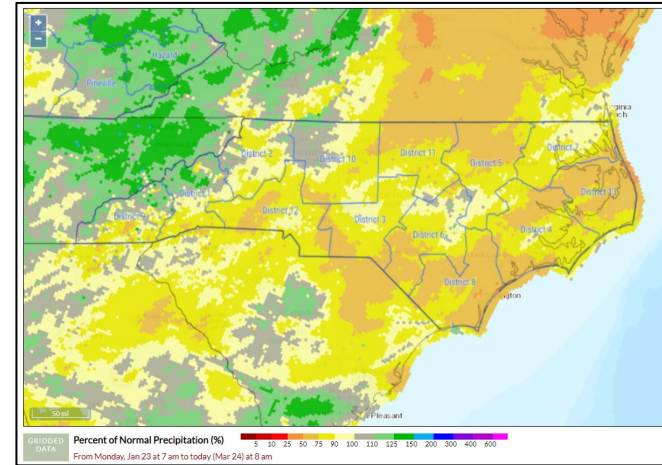 +
−
Hazard
Pineville
Virginia
District 2
District 10
District 11
District 7
District 5
District 1
District 13
District 9
District 12
District 3
District 4
District 6
District 8
ngton
50 mi
Pleasant
GRIDDED
DATA
Percent of Normal Precipitation (%)
5 10 25 50 75 90 100 110 125 150 200 300 400 600
From Monday, Jan 23 at 7 am to today (Mar 24) at 8 am